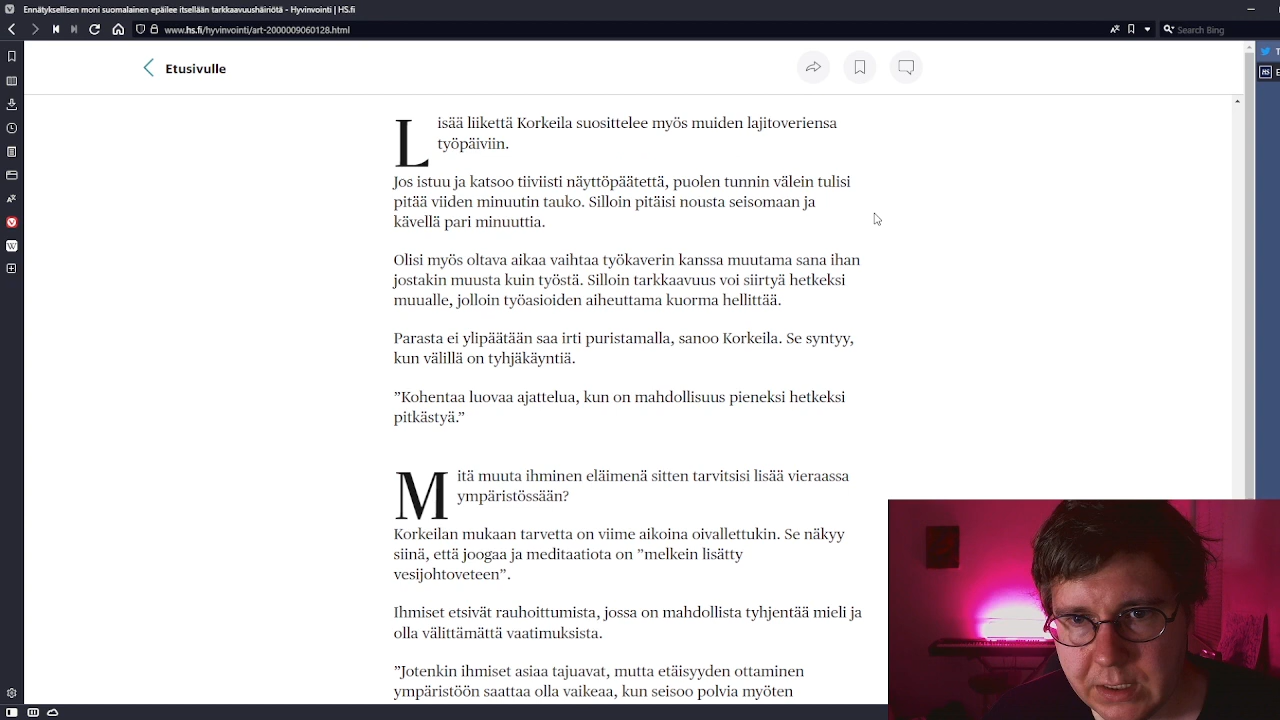 Ennätyksellisen moni suomalainen epäilee itsellään tarkkaavuushäiriötä - Hyvinvointi | HS.fi
www.hs.fi/hyvinvointi/art-2000009060128.html
Search Bing
Etusivulle
Lisää liikettä Korkeila suosittelee myös muiden lajitoveriensa
työpäiviin.
Jos istuu ja katsoo tiiviisti näyttöpäätettä, puolen tunnin välein tulisi
pitää viiden minuutin tauko. Silloin pitäisi nousta seisomaan ja
kävellä pari minuuttia.
Olisi myös oltava aikaa vaihtaa työkaverin kanssa muutama sana ihan
jostakin muusta kuin työstä. Silloin tarkkaavuus voi siirtyä hetkeksi
muualle, jolloin työasioiden aiheuttama kuorma hellittää.
Parasta ei ylipäätään saa irti puristamalla, sanoo Korkeila. Se syntyy,
kun välillä on tyhjäkäyntiä.
”Kohentaa luovaa ajattelua, kun on mahdollisuus pieneksi hetkeksi
pitkästyä.”
Mitä muuta ihminen eläimenä sitten tarvitsisi lisää vieraassa
ympäristössään?
Korkeilan mukaan tarvetta on viime aikoina oivallettukin. Se näkyy
siinä, että joogaa ja meditaatiota on ”melkein lisätty
vesijohtoveteen”.
Ihmiset etsivät rauhoittumista, jossa on mahdollista tyhjentää mieli ja
olla välittämättä vaatimuksista.
”Jotenkin ihmiset asiaa tajuavat, mutta etäisyyden ottaminen
ympäristöön saattaa olla vaikeaa, kun seisoo polvia myöten